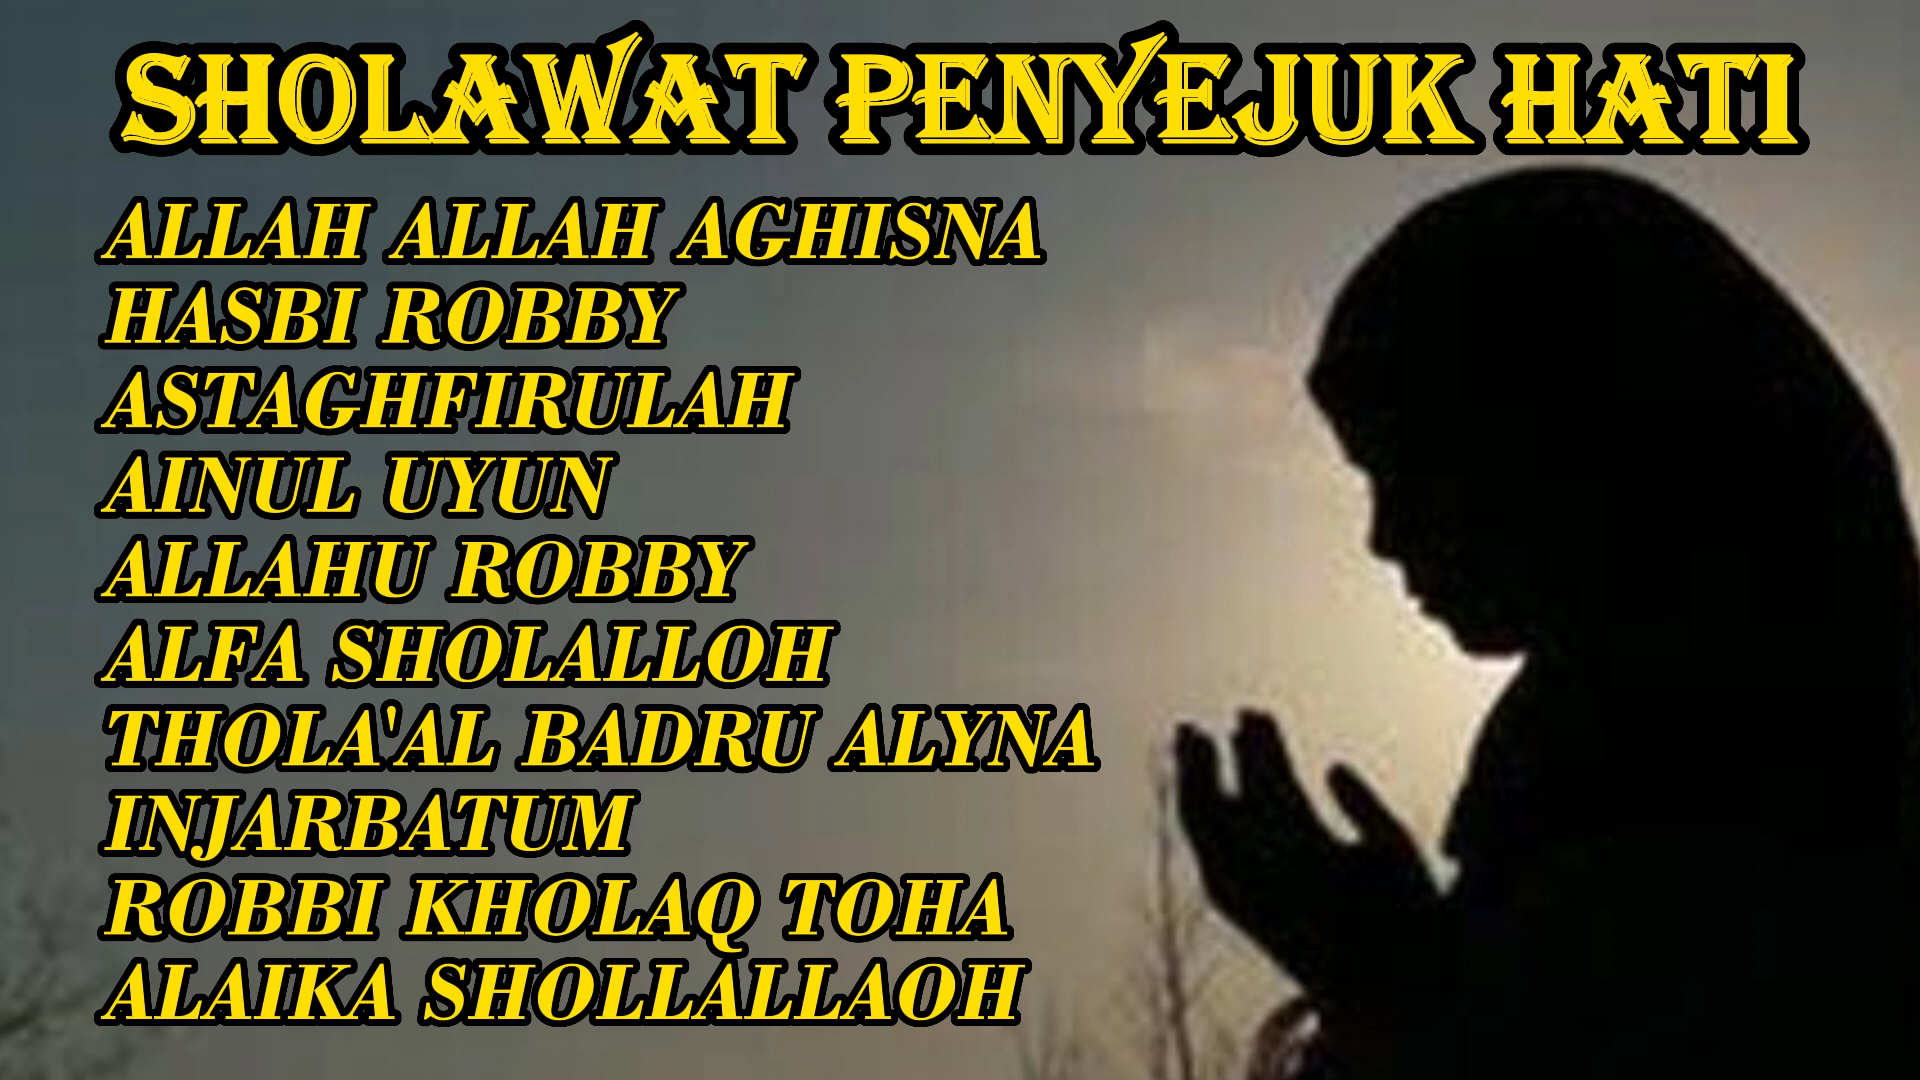 SHOLAWAT PENYEJUK HATI
ALLAH ALLAH AGHISNA
HASBI ROBBY
ASTAGHFIRULAH
AINUL UYUN
ALLAHU ROBBY
ALFA SHOLALLOH
THOLA'AL BADRU ALYNA
INJARBATUM
ROBBI KHOLAQ TOHA
ALAIKA SHOLLALLAOH